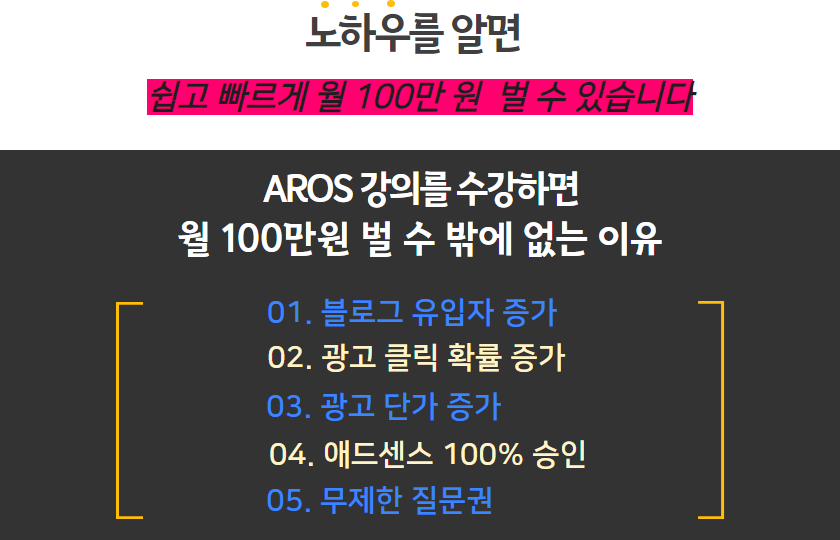 노하우를 알면
쉽고 빠르게 월 100만 원 벌 수 있습니다
AROS 강의를 수강하면
월 100만원 벌 수 밖에 없는 이유
01. 블로그 유입자 증가
02. 광고 클릭 확률 증가
03. 광고 단가 증가
04. 애드센스 100% 승인
05. 무제한 질문권